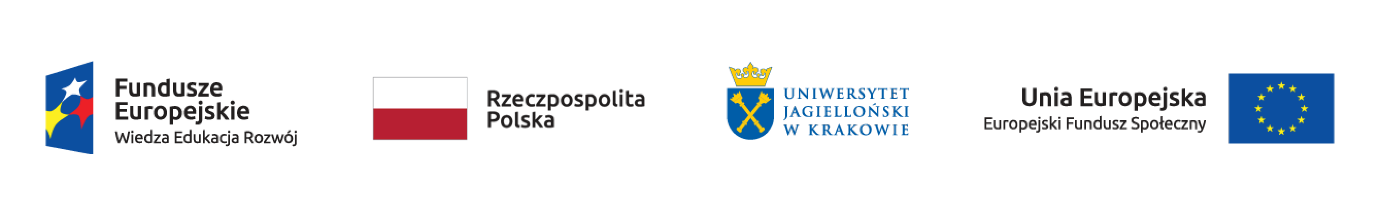 Fundusze
Europejskie
Wiedza Edukacja Rozwój
Rzeczpospolita
Polska
UNIWERSYTET
JAGIELLOŃSKI
W KRAKOWIE
Unia Europejska
Europejski Fundusz Społeczny